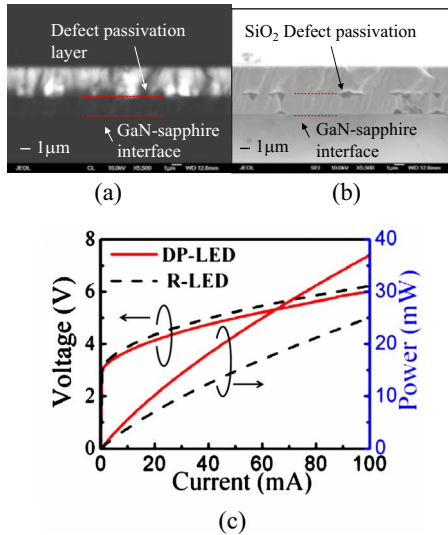 Defect passivation
layer
GaN-sapphire
interface
1μm
JEOL CL 10.0kV X5,500 1μm WD 12.8mm
(a)
SiO2 Defect passivation
GaN-sapphire
interface
1μm
JEOL SEI 10.0kV X5,500 1μm WD 12.8mm
(b)
DP-LED
R-LED
Voltage (V)
8
6
4
2
0
Power (mW)
40
30
20
10
0
0 20 40 60 80 100
Current (mA)
(c)